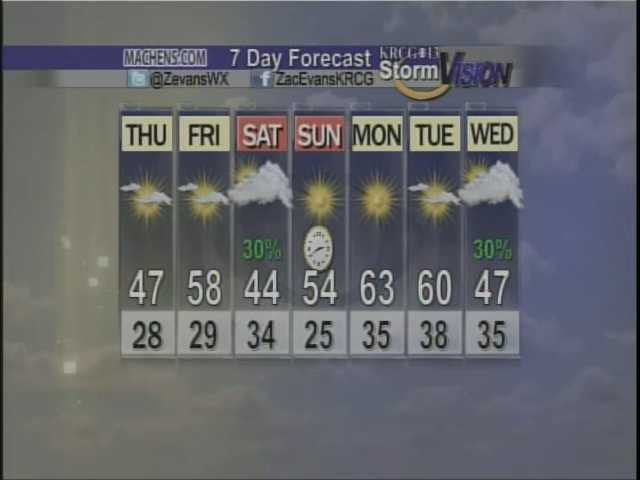 MACHENS.COM 7 Day Forecast KRCG 13
@ZevansWX ZacEvansKRCG StormVISION
THU FRI SAT SUN MON TUE WED
30% 30%
47 58 44 54 63 60 47
28 29 34 25 35 38 35